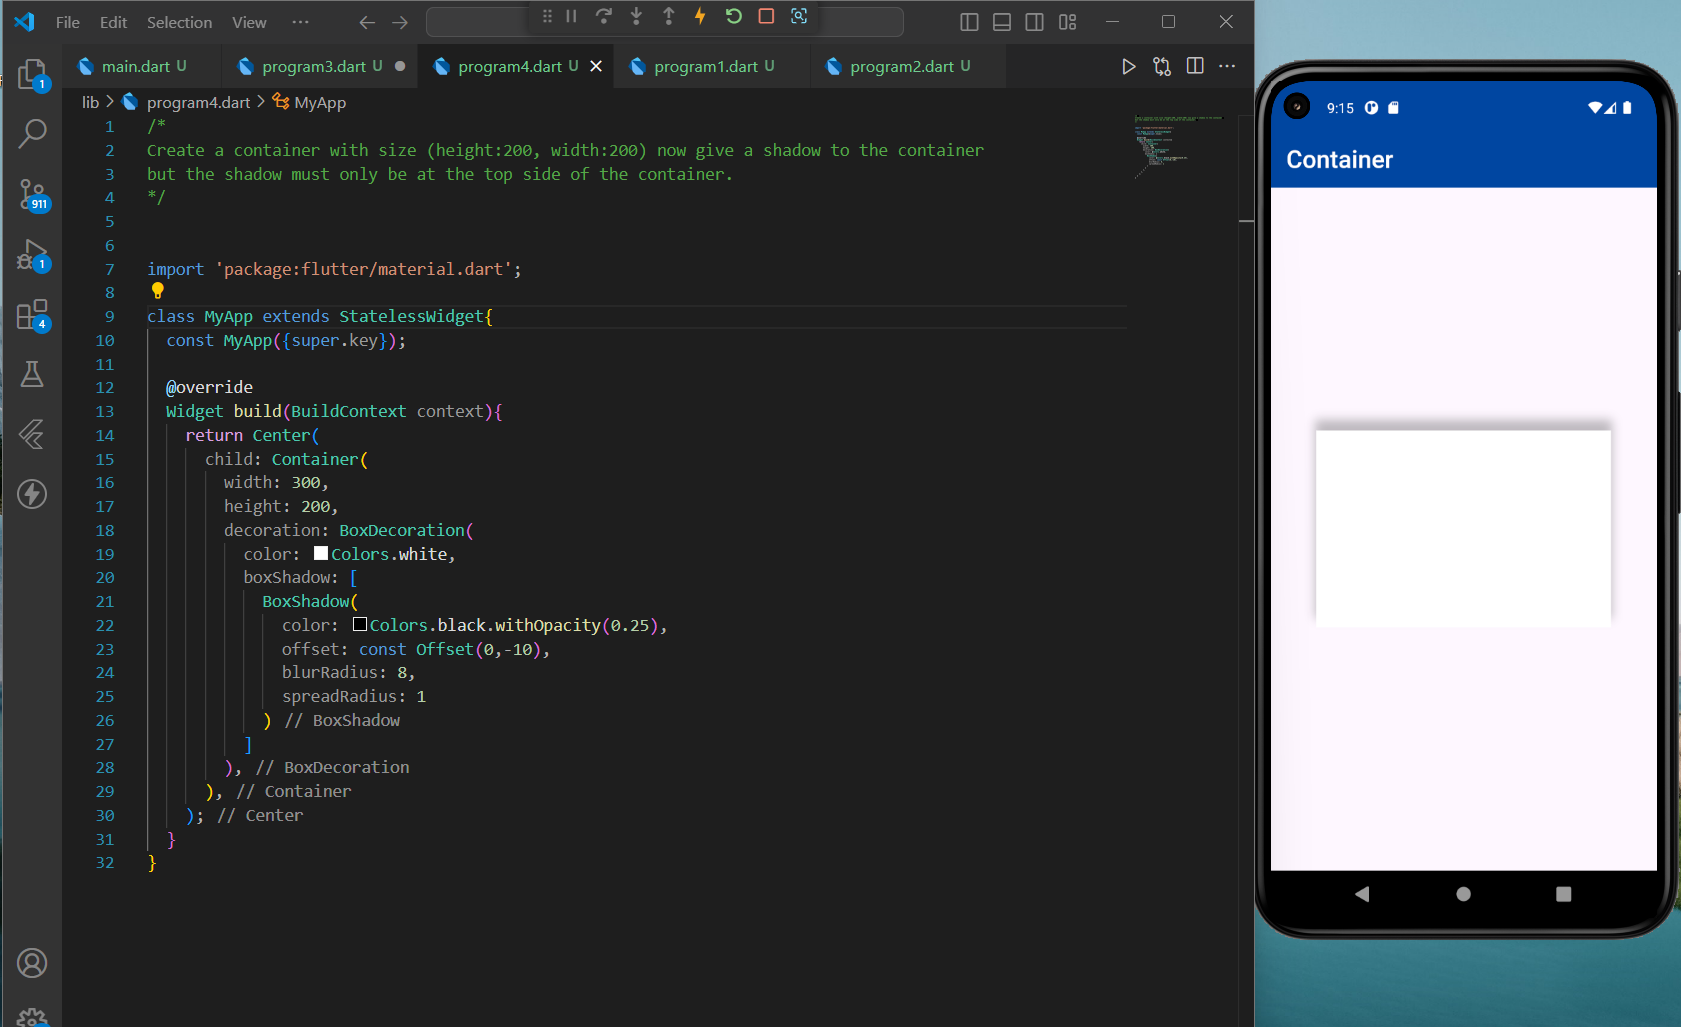 File Edit Selection View ···
main.dart U program3.dart U program4.dart U program1.dart U program2.dart U
lib > program4.dart > MyApp
1 /*
2 Create a container with size (height:200, width:200) now give a shadow to the container
3 but the shadow must only be at the top side of the container.
4 */
5
6
7 import 'package:flutter/material.dart';
8
9 class MyApp extends StatelessWidget{
10 const MyApp({super.key});
11
12 @override
13 Widget build(BuildContext context){
14 return Center(
15 child: Container(
16 width: 300,
17 height: 200,
18 decoration: BoxDecoration(
19 color: Colors.white,
20 boxShadow: [
21 BoxShadow(
22 color: Colors.black.withOpacity(0.25),
23 offset: const Offset(0,-10),
24 blurRadius: 8,
25 spreadRadius: 1
26 ) // BoxShadow
27 ]
28 ), // BoxDecoration
29 ), // Container
30 ); // Center
31 }
32 }
1
911
1
4
9:15
Container